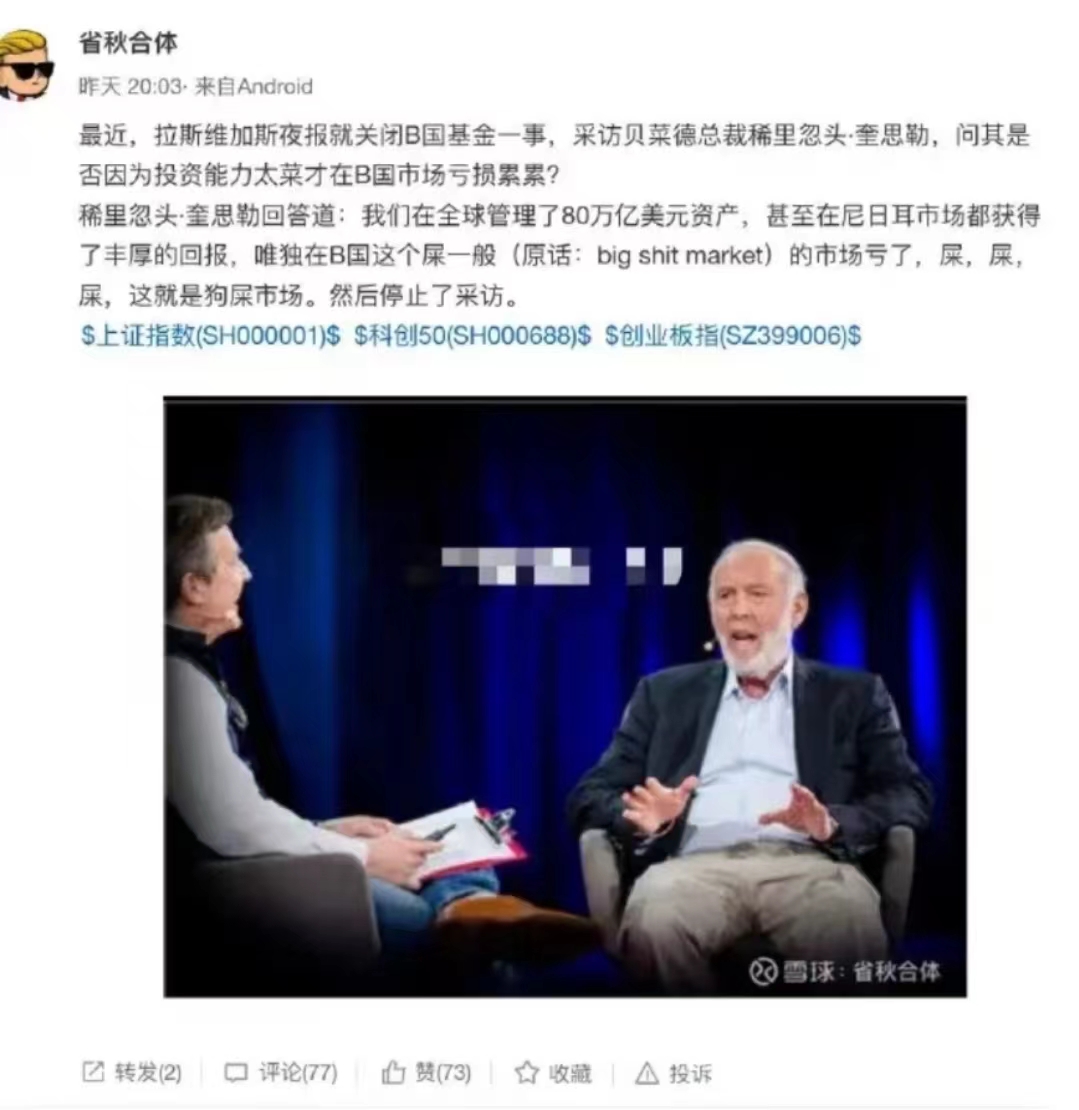 省秋合体
昨天 20:03· 来自Android
最近，拉斯维加斯夜报就关闭B国基金一事，采访贝菜德总裁稀里忽头·奎思勒，问其是
否因为投资能力太菜才在B国市场亏损累累？
稀里忽头·奎思勒回答道：我们在全球管理了80万亿美元资产，甚至在尼日耳市场都获得
了丰厚的回报，唯独在B国这个屎一般（原话：big shit market）的市场亏了，屎，屎，
屎，这就是狗屎市场。然后停止了采访。
$上证指数(SH000001)$ $科创50(SH000688)$ $创业板指(SZ399006)$
雪球：省秋合体
转发(2) 评论(77) 赞(73) 收藏 投诉